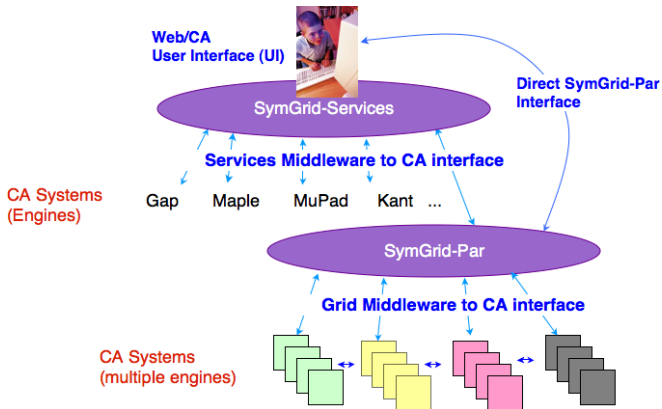 Web/CA
User Interface (UI)
Direct SymGrid-Par
Interface
SymGrid-Services
Services Middleware to CA interface
CA Systems
(Engines)
Gap Maple MuPad Kant ...
SymGrid-Par
Grid Middleware to CA interface
CA Systems
(multiple engines)